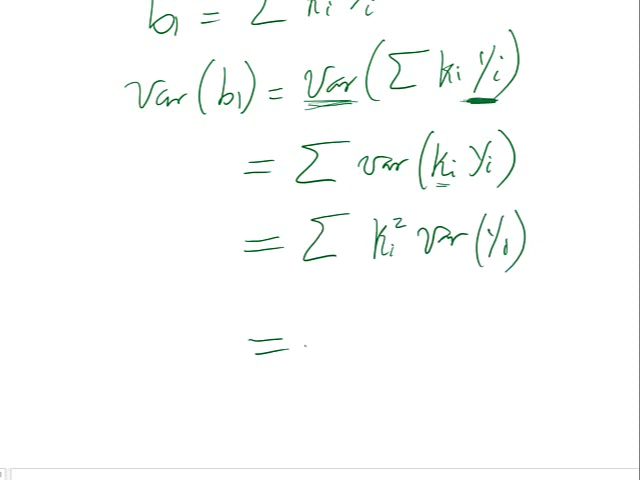 b₁ = Σ kᵢ Yᵢ
Var(b₁) = Var(Σ kᵢ Yᵢ)
= Σ Var(kᵢ Yᵢ)
= Σ kᵢ² Var(Yᵢ)
=